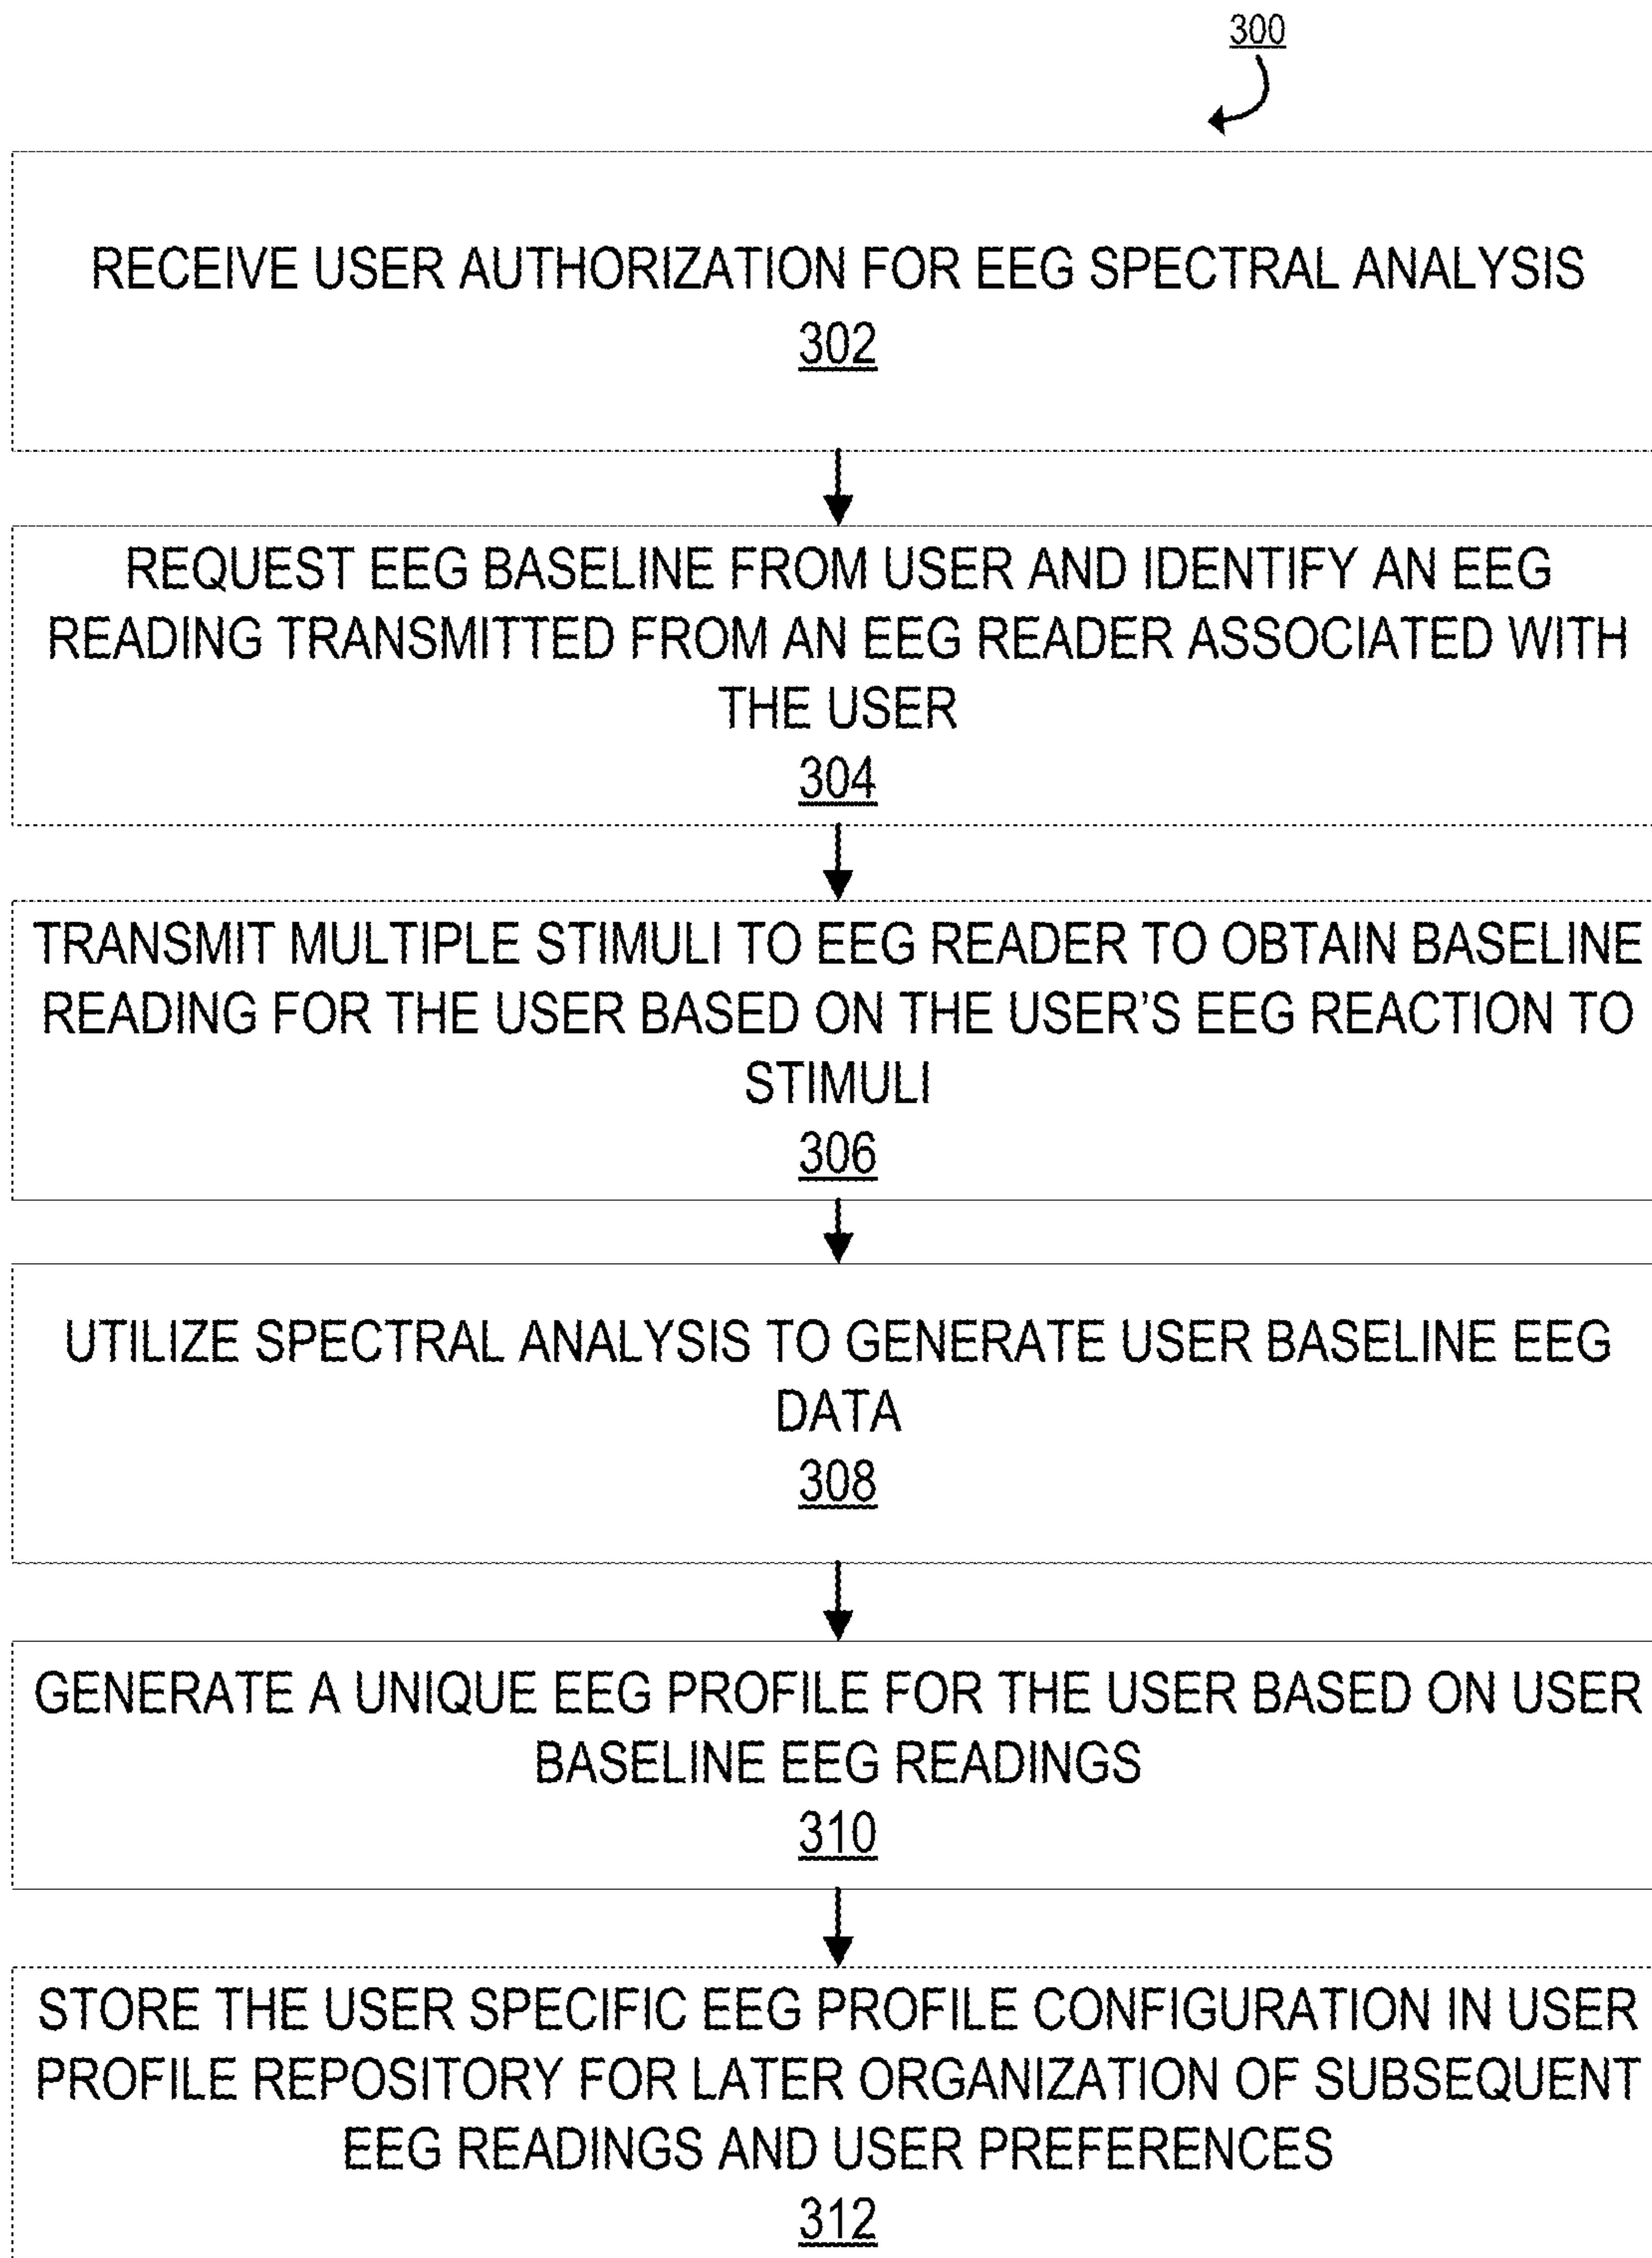 300
RECEIVE USER AUTHORIZATION FOR EEG SPECTRAL ANALYSIS
302
REQUEST EEG BASELINE FROM USER AND IDENTIFY AN EEG
READING TRANSMITTED FROM AN EEG READER ASSOCIATED WITH
THE USER
304
TRANSMIT MULTIPLE STIMULI TO EEG READER TO OBTAIN BASELINE
READING FOR THE USER BASED ON THE USER'S EEG REACTION TO
STIMULI
306
UTILIZE SPECTRAL ANALYSIS TO GENERATE USER BASELINE EEG
DATA
308
GENERATE A UNIQUE EEG PROFILE FOR THE USER BASED ON USER
BASELINE EEG READINGS
310
STORE THE USER SPECIFIC EEG PROFILE CONFIGURATION IN USER
PROFILE REPOSITORY FOR LATER ORGANIZATION OF SUBSEQUENT
EEG READINGS AND USER PREFERENCES
312